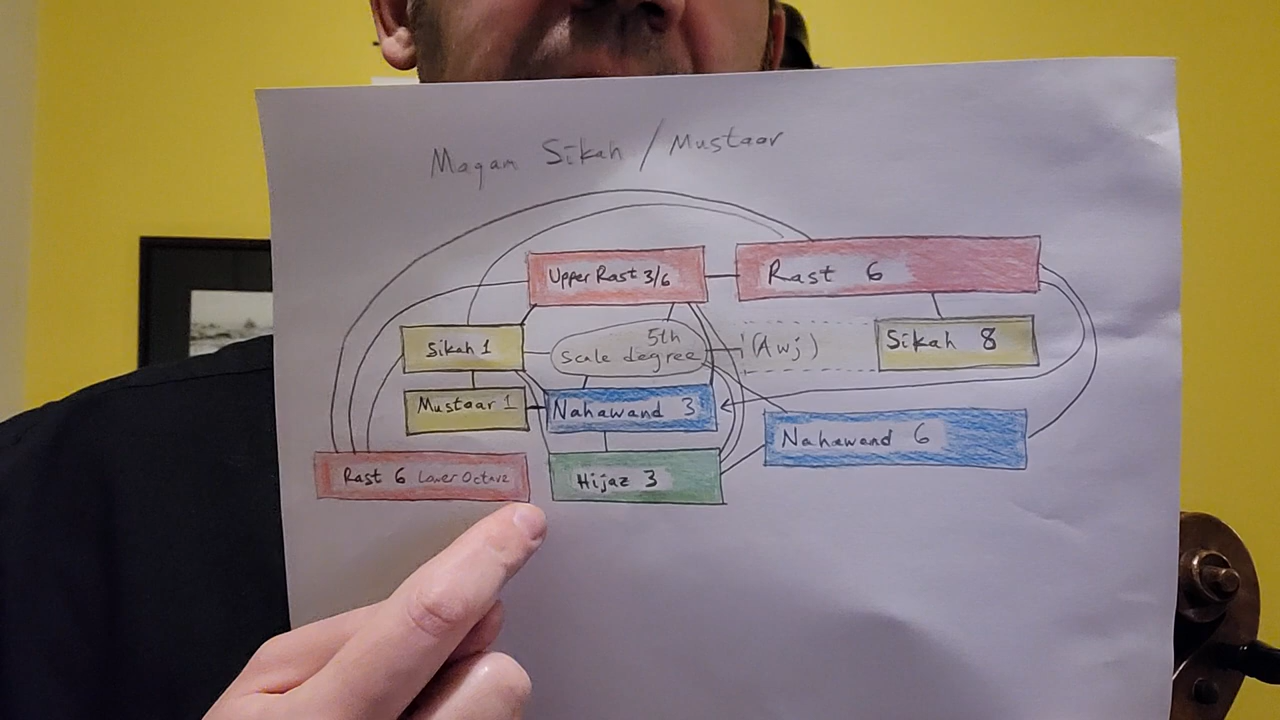 Maqam Sikah / Mustaar
Upper Rast 3/6
Rast 6
Sikah 1
5th
Scale degree
(Awj)
Sikah 8
Mustaar 1
Nahawand 3
Nahawand 6
Rast 6 Lower Octave
Hijaz 3